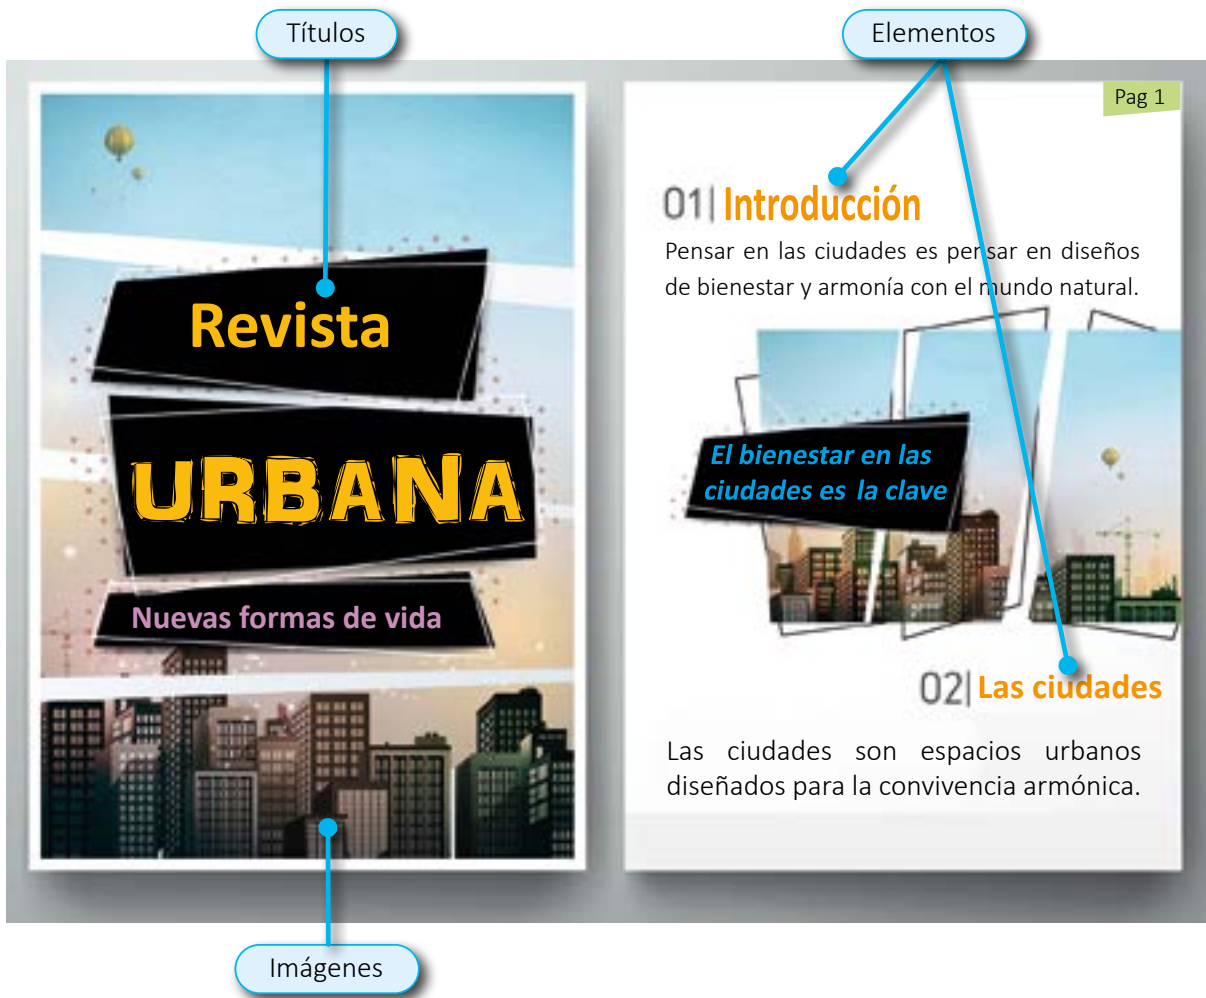 Títulos
Elementos
Revista
URBANA
Nuevas formas de vida
Imágenes
Pag 1
01| Introducción
Pensar en las ciudades es pensar en diseños
de bienestar y armonía con el mundo natural.
El bienestar en las
ciudades es la clave
02| Las ciudades
Las ciudades son espacios urbanos
diseñados para la convivencia armónica.